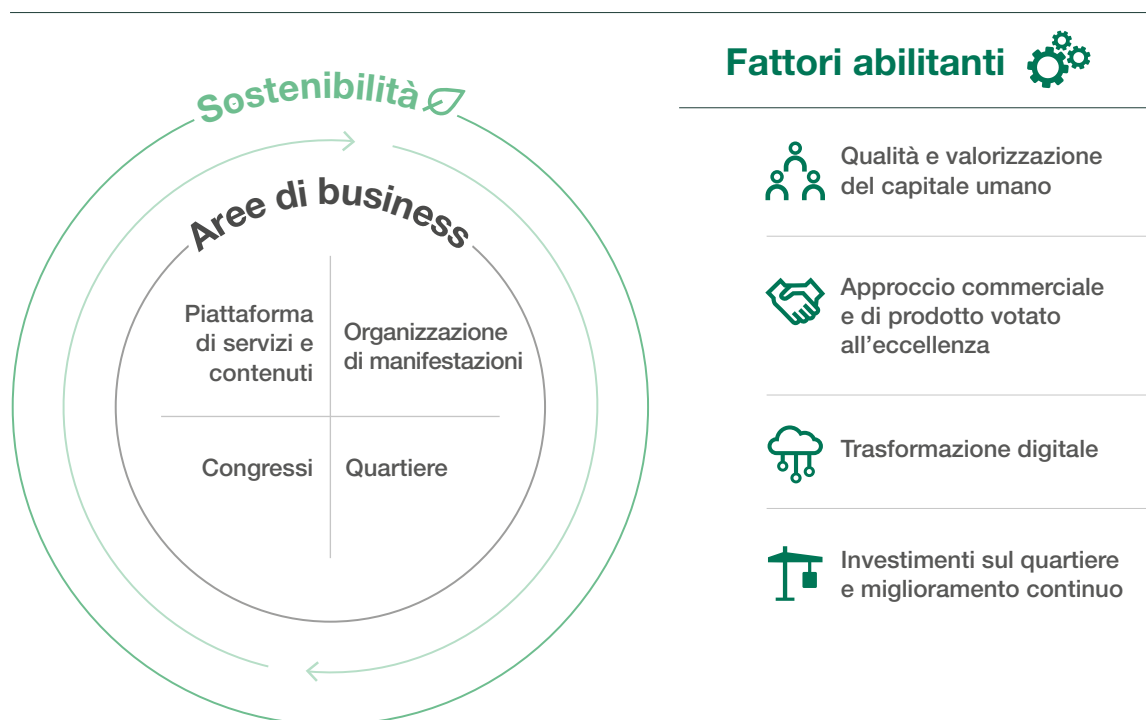 Sostenibilità
Aree di business
Piattaforma
di servizi e
contenuti
Organizzazione
di manifestazioni
Congressi
Quartiere
Fattori abilitanti
Qualità e valorizzazione
del capitale umano
Approccio commerciale
e di prodotto votato
all’eccellenza
Trasformazione digitale
Investimenti sul quartiere
e miglioramento continuo